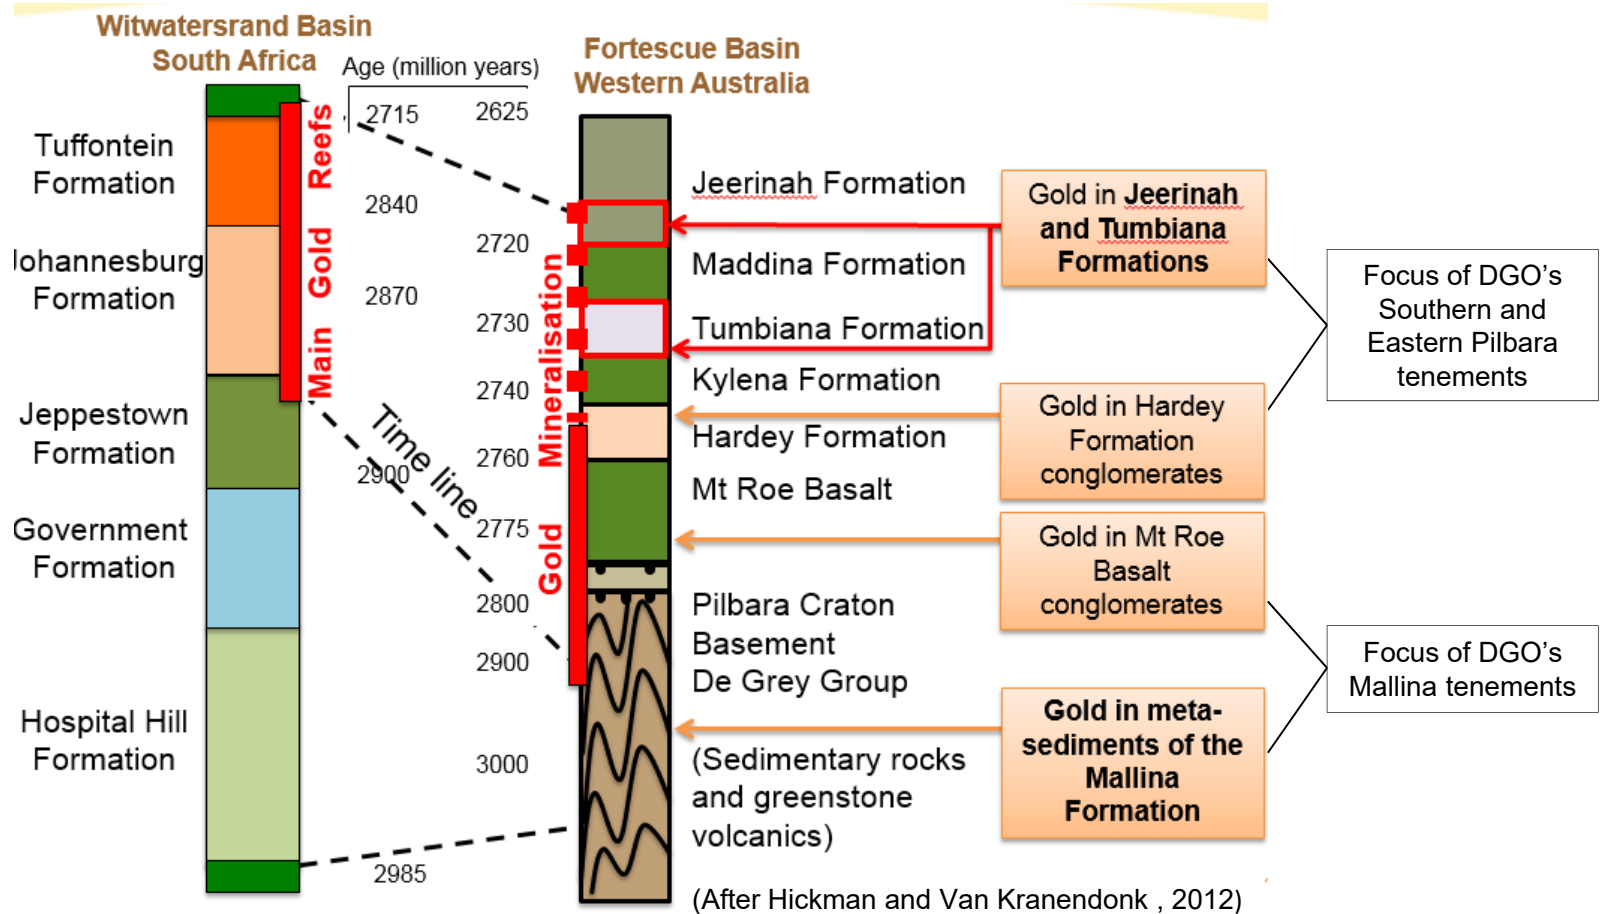 Witwatersrand Basin
South Africa
Age (million years)
Fortescue Basin
Western Australia
2715
2840
2870
2900
2985
2625
2720
2730
2740
2760
2775
2800
2900
3000
Tuffontein
Formation
Johannesburg
Formation
Jeppestown
Formation
Government
Formation
Hospital Hill
Formation
Main Gold Reefs
Time line
Gold Mineralisation
Jeerinah Formation
Maddina Formation
Tumbiana Formation
Kylena Formation
Hardey Formation
Mt Roe Basalt
Pilbara Craton
Basement
De Grey Group
(Sedimentary rocks
and greenstone
volcanics)
(After Hickman and Van Kranendonk , 2012)
Gold in Jeerinah
and Tumbiana
Formations
Gold in Hardey
Formation
conglomerates
Gold in Mt Roe
Basalt
conglomerates
Gold in meta-
sediments of the
Mallina
Formation
Focus of DGO’s
Southern and
Eastern Pilbara
tenements
Focus of DGO’s
Mallina tenements